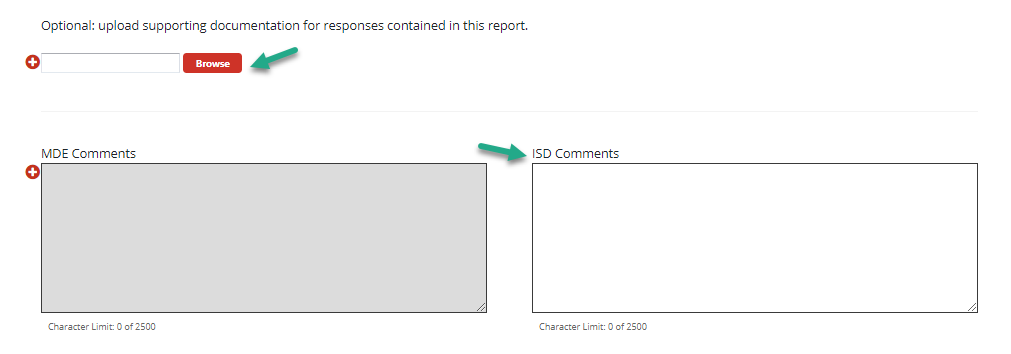 Optional: upload supporting documentation for responses contained in this report.
Browse
MDE Comments
ISD Comments
Character Limit: 0 of 2500
Character Limit: 0 of 2500